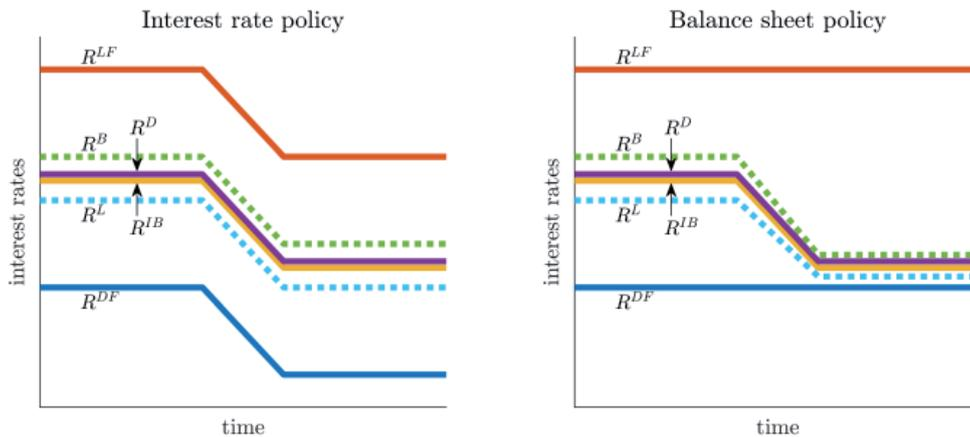 Interest rate policy
R^{LF}
R^D
R^B
R^L
R^{IB}
R^{DF}
interest rates
time
Balance sheet policy
R^{LF}
R^D
R^B
R^L
R^{IB}
R^{DF}
interest rates
time